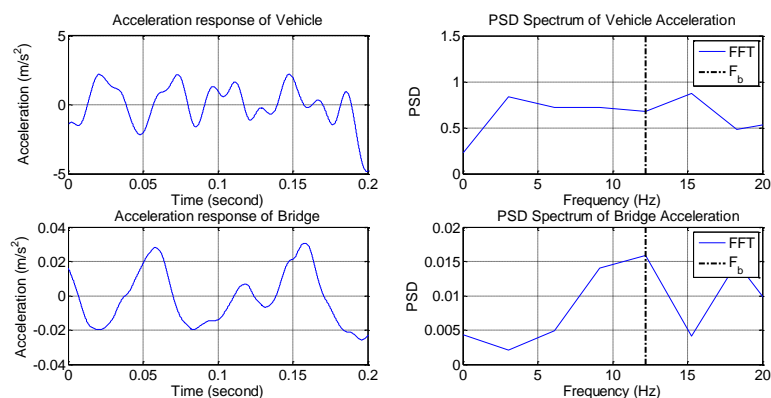 Acceleration response of Vehicle
Acceleration (m/s²)
5
0
-5
0 0.05 0.1 0.15 0.2
Time (second)
PSD Spectrum of Vehicle Acceleration
PSD
1.5
1
0.5
0
0 5 10 15 20
Frequency (Hz)
FFT
F_b
Acceleration response of Bridge
Acceleration (m/s²)
0.04
0.02
0
-0.02
-0.04
0 0.05 0.1 0.15 0.2
Time (second)
PSD Spectrum of Bridge Acceleration
PSD
0.02
0.015
0.01
0.005
0
0 5 10 15 20
Frequency (Hz)
FFT
F_b